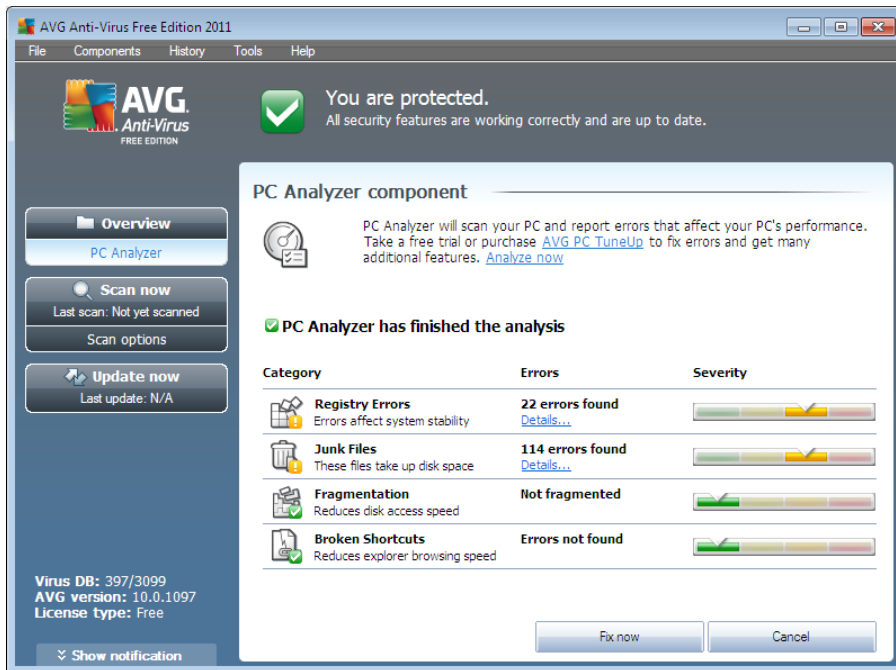 AVG Anti-Virus Free Edition 2011
File Components History Tools Help
AVG.
Anti-Virus
FREE EDITION
You are protected.
All security features are working correctly and are up to date.
Overview
PC Analyzer
Scan now
Last scan: Not yet scanned
Scan options
Update now
Last update: N/A
Virus DB: 397/3099
AVG version: 10.0.1097
License type: Free
Show notification
PC Analyzer component
PC Analyzer will scan your PC and report errors that affect your PC's performance.
Take a free trial or purchase AVG PC TuneUp to fix errors and get many
additional features. Analyze now
PC Analyzer has finished the analysis
Category Errors Severity
Registry Errors 22 errors found
Errors affect system stability Details...
Junk Files 114 errors found
These files take up disk space Details...
Fragmentation Not fragmented
Reduces disk access speed
Broken Shortcuts Errors not found
Reduces explorer browsing speed
Fix now Cancel